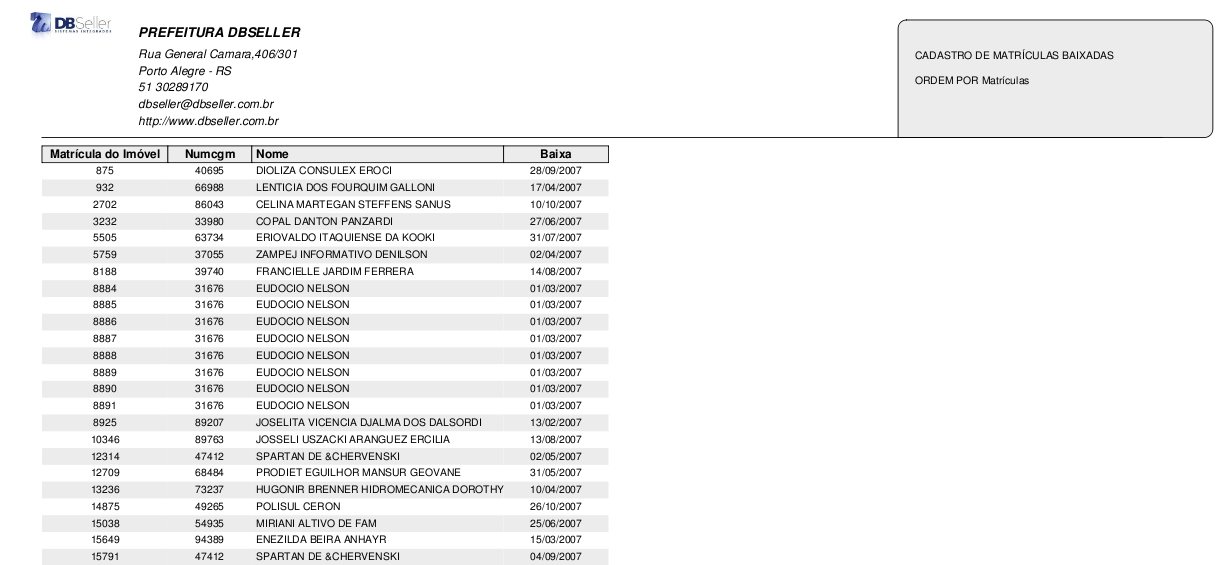 DBSeller
SISTEMAS INTEGRADOS
PREFEITURA DBSELLER
Rua General Camara,406/301
Porto Alegre - RS
51 30289170
dbseller@dbseller.com.br
http://www.dbseller.com.br
CADASTRO DE MATRÍCULAS BAIXADAS
ORDEM POR Matrículas
Matrícula do Imóvel Numcgm Nome Baixa
875 40695 DIOLIZA CONSULEX EROCI 28/09/2007
932 66988 LENTICIA DOS FOURQUIM GALLONI 17/04/2007
2702 86043 CELINA MARTEGAN STEFFENS SANUS 10/10/2007
3232 33980 COPAL DANTON PANZARDI 27/06/2007
5505 63734 ERIOVALDO ITAQUIENSE DA KOOKI 31/07/2007
5759 37055 ZAMPEJ INFORMATIVO DENILSON 02/04/2007
8188 39740 FRANCIELLE JARDIM FERRERA 14/08/2007
8884 31676 EUDOCIO NELSON 01/03/2007
8885 31676 EUDOCIO NELSON 01/03/2007
8886 31676 EUDOCIO NELSON 01/03/2007
8887 31676 EUDOCIO NELSON 01/03/2007
8888 31676 EUDOCIO NELSON 01/03/2007
8889 31676 EUDOCIO NELSON 01/03/2007
8890 31676 EUDOCIO NELSON 01/03/2007
8891 31676 EUDOCIO NELSON 01/03/2007
8925 89207 JOSELITA VICENCIA DJALMA DOS DALSORDI 13/02/2007
10346 89763 JOSSELI USZACKI ARANGUEZ ERCILIA 13/08/2007
12314 47412 SPARTAN DE &CHERVENSKI 02/05/2007
12709 68484 PRODIET EGUILHOR MANSUR GEOVANE 31/05/2007
13236 73237 HUGONIR BRENNER HIDROMECANICA DOROTHY 10/04/2007
14875 49265 POLISUL CERON 26/10/2007
15038 54935 MIRIANI ALTIVO DE FAM 25/06/2007
15649 94389 ENEZILDA BEIRA ANHAYR 15/03/2007
15791 47412 SPARTAN DE &CHERVENSKI 04/09/2007